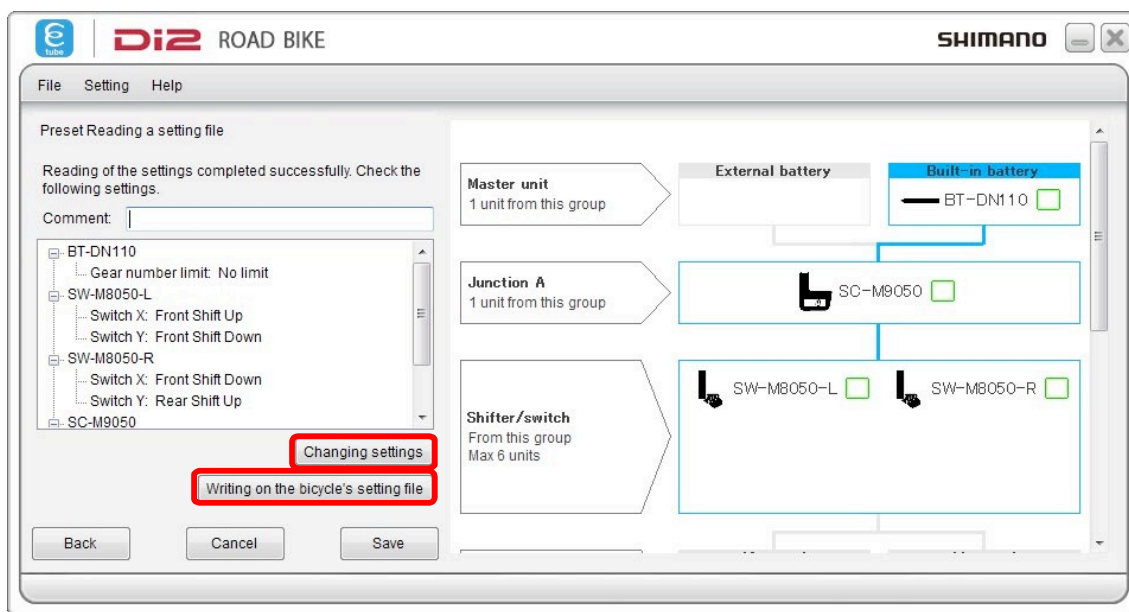 e tube Di2 ROAD BIKE SHIMANO
File Setting Help
Preset Reading a setting file
Reading of the settings completed successfully. Check the
following settings.
Comment:
BT-DN110
Gear number limit: No limit
SW-M8050-L
Switch X: Front Shift Up
Switch Y: Front Shift Down
SW-M8050-R
Switch X: Front Shift Down
Switch Y: Rear Shift Up
SC-M9050
Changing settings
Writing on the bicycle's setting file
Back Cancel Save
Master unit
1 unit from this group
External battery
Built-in battery
BT-DN110
Junction A
1 unit from this group
SC-M9050
Shifter/switch
From this group
Max 6 units
SW-M8050-L SW-M8050-R